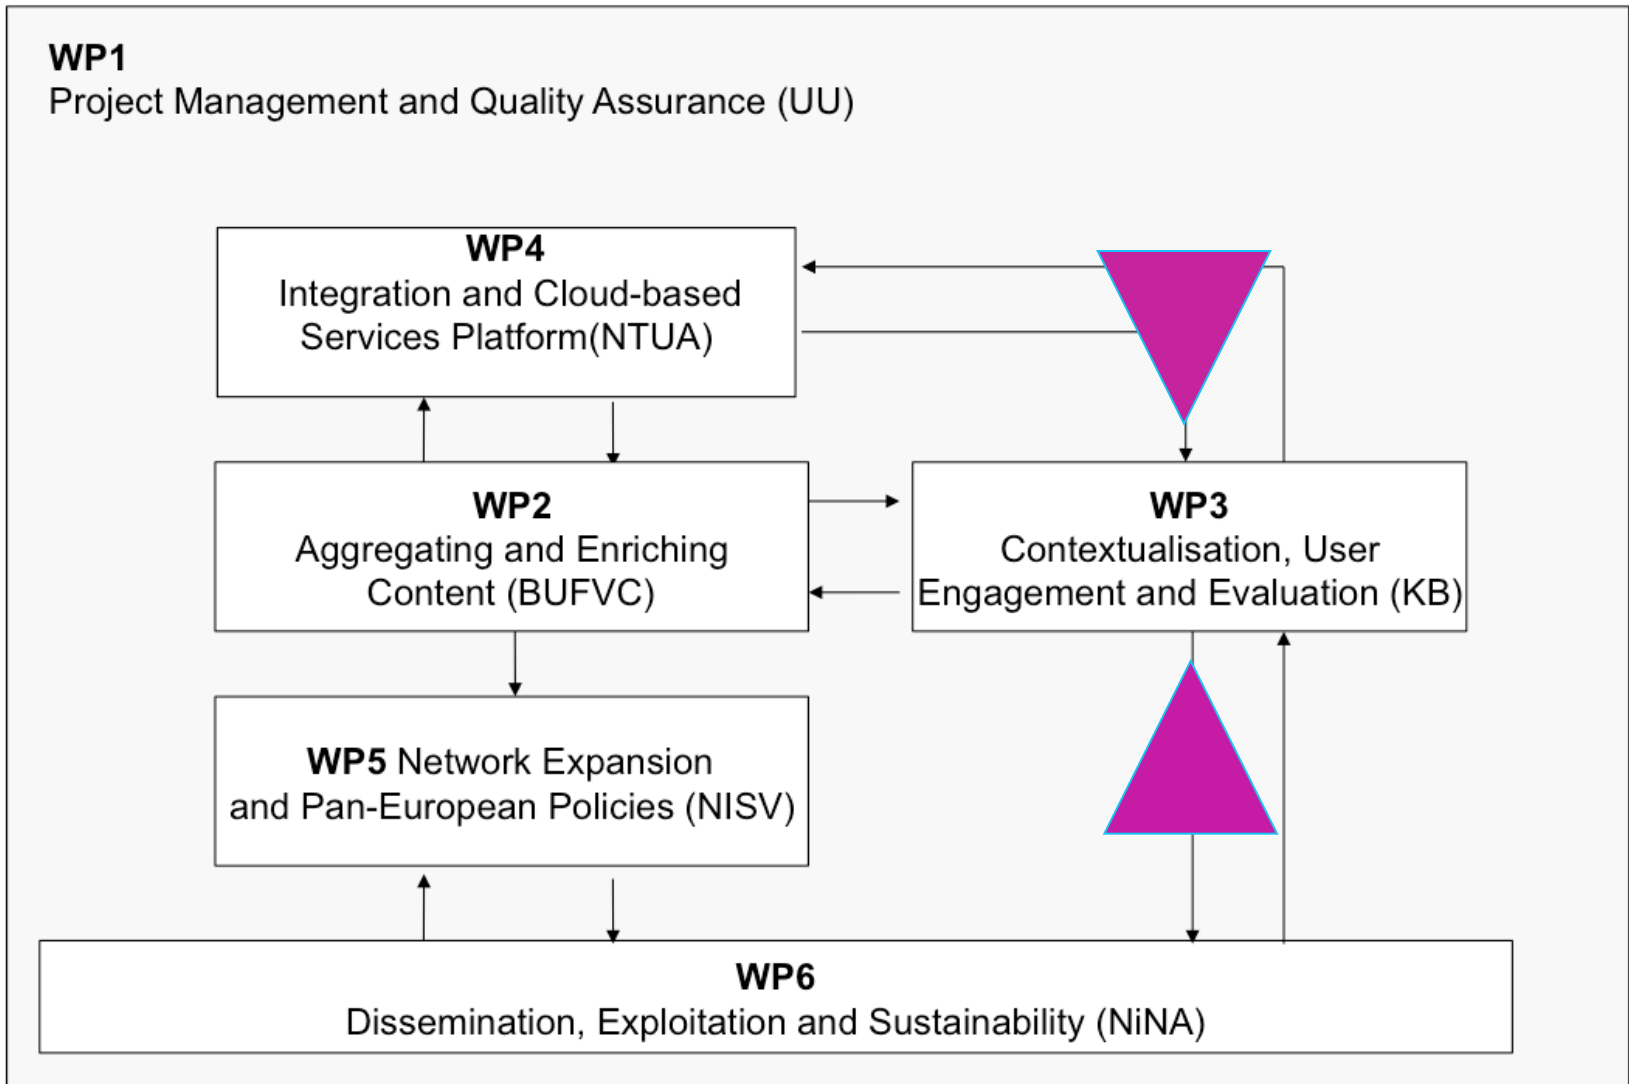 WP1
Project Management and Quality Assurance (UU)
WP4
Integration and Cloud-based
Services Platform(NTUA)
WP2
Aggregating and Enriching
Content (BUFVC)
WP3
Contextualisation, User
Engagement and Evaluation (KB)
WP5 Network Expansion
and Pan-European Policies (NISV)
WP6
Dissemination, Exploitation and Sustainability (NiNA)